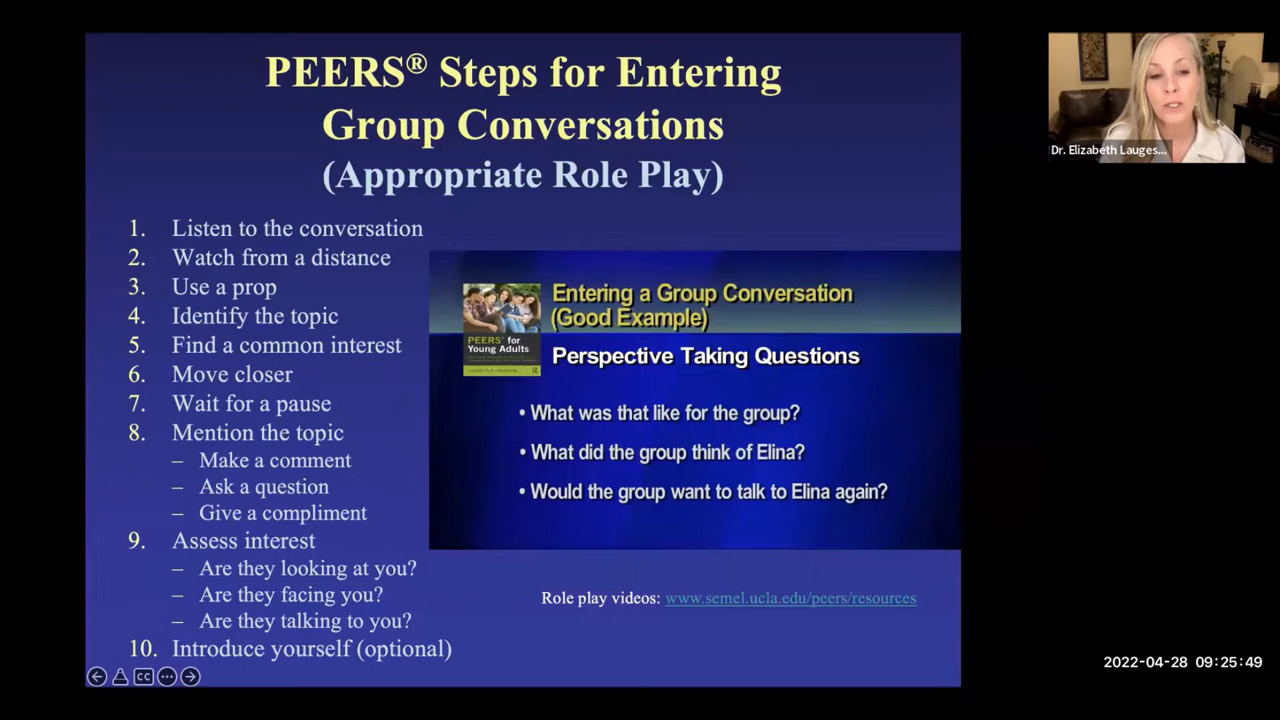 PEERS® Steps for Entering
Group Conversations
(Appropriate Role Play)
1. Listen to the conversation
2. Watch from a distance
3. Use a prop
4. Identify the topic
5. Find a common interest
6. Move closer
7. Wait for a pause
8. Mention the topic
– Make a comment
– Ask a question
– Give a compliment
9. Assess interest
– Are they looking at you?
– Are they facing you?
– Are they talking to you?
10. Introduce yourself (optional)
Entering a Group Conversation
(Good Example)
PEERS® for
Young Adults
Perspective Taking Questions
• What was that like for the group?
• What did the group think of Elina?
• Would the group want to talk to Elina again?
Role play videos: www.semel.ucla.edu/peers/resources
CC
Dr. Elizabeth Lauges...
2022-04-28 09:25:49